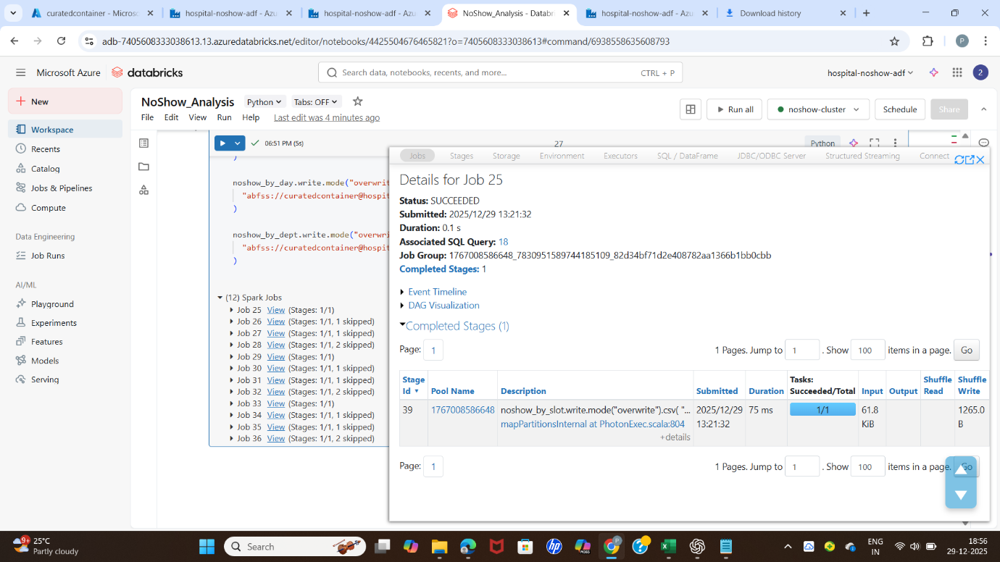 curatedcontainer - Microso
hospital-noshow-adf - Azu
hospital-noshow-adf - Azu
NoShow_Analysis - Databr
hospital-noshow-adf - Azu
Download history
adb-7405608333038613.13.azuredatabricks.net/editor/notebooks/4425504676465821?o=7405608333038613#command/6938558635608793
P
Microsoft Azure
databricks
Search data, notebooks, recents, and more...
CTRL + P
hospital-noshow-adf
2
New
Workspace
Recents
Catalog
Jobs & Pipelines
Compute
Data Engineering
Job Runs
AI/ML
Playground
Experiments
Features
Models
Serving
NoShow_Analysis
Python
Tabs: OFF
File Edit View Run Help Last edit was 4 minutes ago
Run all
noshow-cluster
Schedule
Share
06:51 PM (5s)
27
Python
)
noshow_by_day.write.mode("overwrit
"abfss://curatedcontainer@hospit
)
noshow_by_dept.write.mode("overwri
"abfss://curatedcontainer@hospit
)
(12) Spark Jobs
Job 25 View (Stages: 1/1)
Job 26 View (Stages: 1/1, 1 skipped)
Job 27 View (Stages: 1/1, 1 skipped)
Job 28 View (Stages: 1/1, 2 skipped)
Job 29 View (Stages: 1/1)
Job 30 View (Stages: 1/1, 1 skipped)
Job 31 View (Stages: 1/1, 1 skipped)
Job 32 View (Stages: 1/1, 2 skipped)
Job 33 View (Stages: 1/1)
Job 34 View (Stages: 1/1, 1 skipped)
Job 35 View (Stages: 1/1, 1 skipped)
Job 36 View (Stages: 1/1, 2 skipped)
Jobs Stages Storage Environment Executors SQL / DataFrame JDBC/ODBC Server Structured Streaming Connect
Details for Job 25
Status: SUCCEEDED
Submitted: 2025/12/29 13:21:32
Duration: 0.1 s
Associated SQL Query: 18
Job Group: 1767008586648_7830951589744185109_82d34bf71d2e408782aa1366b1bb0cbb
Completed Stages: 1
Event Timeline
DAG Visualization
Completed Stages (1)
Page: 1
1 Pages. Jump to 1 . Show 100 items in a page. Go
Stage Id Pool Name Description Submitted Duration Tasks: Succeeded/Total Input Output Shuffle Read Shuffle Write
39 1767008586648 noshow_by_slot.write.mode("overwrite").csv( "... 2025/12/29 13:21:32 75 ms 1/1 61.8 KiB 1265.0 B
mapPartitionsInternal at PhotonExec.scala:804
+details
Page: 1
1 Pages. Jump to 1 . Show 100 items in a page. Go
9+
25°C
Partly cloudy
Search
M365
P
ENG
IN
18:56
29-12-2025